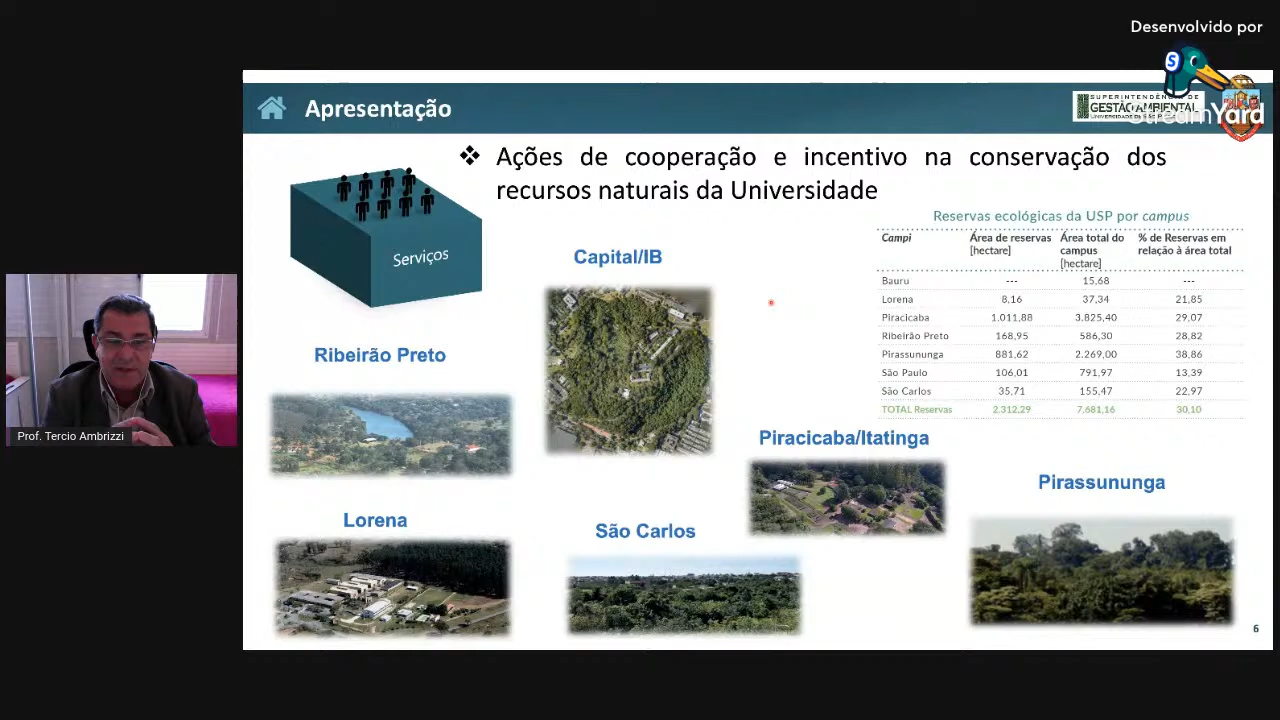 Desenvolvido por
S
StreamYard
Apresentação
SUPERINTENDÊNCIA DE
GESTÃO AMBIENTAL
UNIVERSIDADE DE SÃO PAULO
❖ Ações de cooperação e incentivo na conservação dos
recursos naturais da Universidade
Serviços
Reservas ecológicas da USP por campus
Campi Área de reservas [hectare] Área total do campus [hectare] % de Reservas em relação à área total
Bauru --- 15,68 ---
Lorena 8,16 37,34 21,85
Piracicaba 1.011,88 3.825,40 29,07
Ribeirão Preto 168,95 586,30 28,82
Pirassununga 881,62 2.269,00 38,86
São Paulo 106,01 791,97 13,39
São Carlos 35,71 155,47 22,97
TOTAL Reservas 2.312,29 7.681,16 30,10
Capital/IB
Ribeirão Preto
Piracicaba/Itatinga
Pirassununga
Lorena
São Carlos
Prof. Tercio Ambrizzi
6